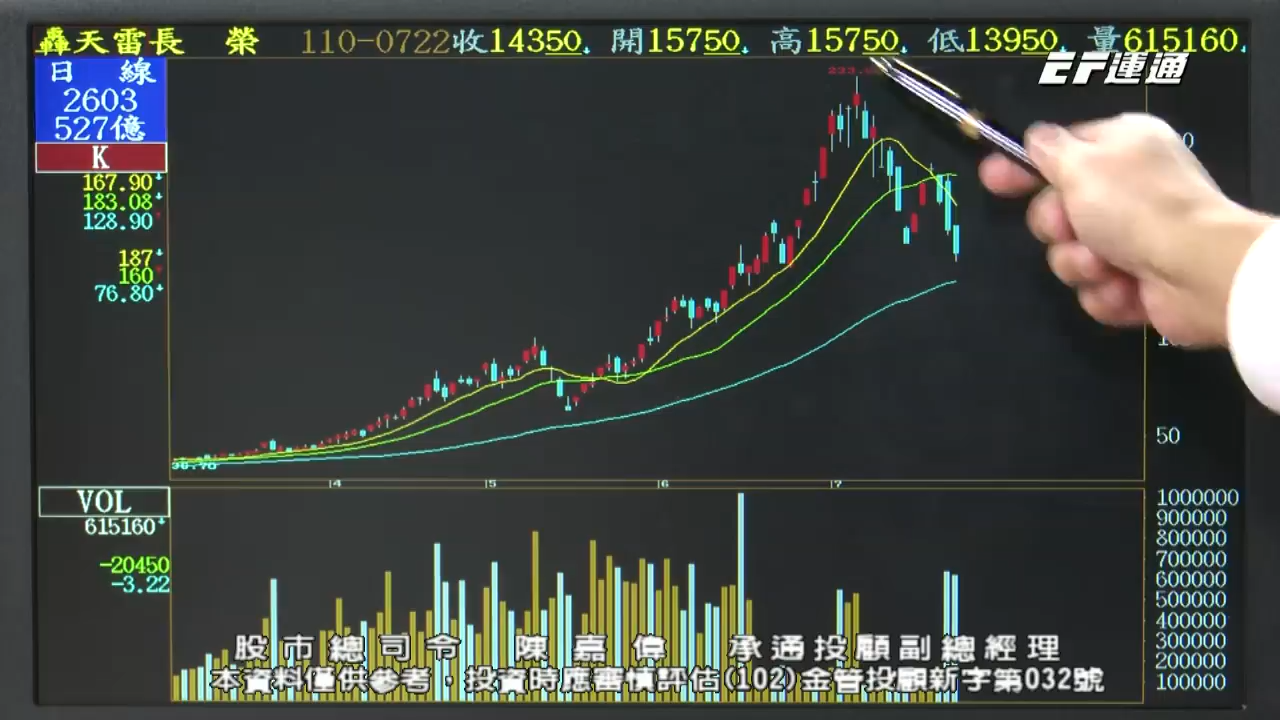 轟天雷長 榮 110-0722收14350↓ 開15750↓ 高15750↓ 低13950↓ 量615160↓
EF運通
日 線
2603
527億
K
167.90↓
183.08↓
128.90↑
187↓
160↑
76.80↓
50
4 5 6 7
VOL
615160↓
-20450
-3.22
1000000
900000
800000
700000
600000
500000
400000
300000
200000
100000
股市總司令 陳嘉偉 承通投顧副總經理
本資料僅供參考，投資時應審慎評估(102)金管投顧新字第032號